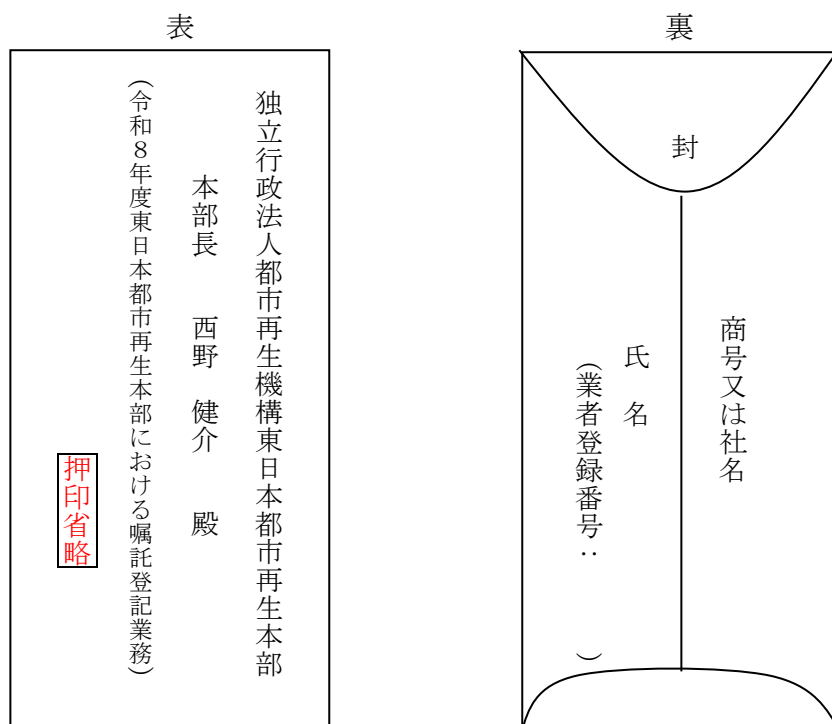 表
独立行政法人都市再生機構東日本都市再生本部
本部長　西野　健介　殿
（令和８年度東日本都市再生本部における嘱託登記業務）
押印省略
裏
封
商号又は社名
氏　名
（業者登録番号：　　　）